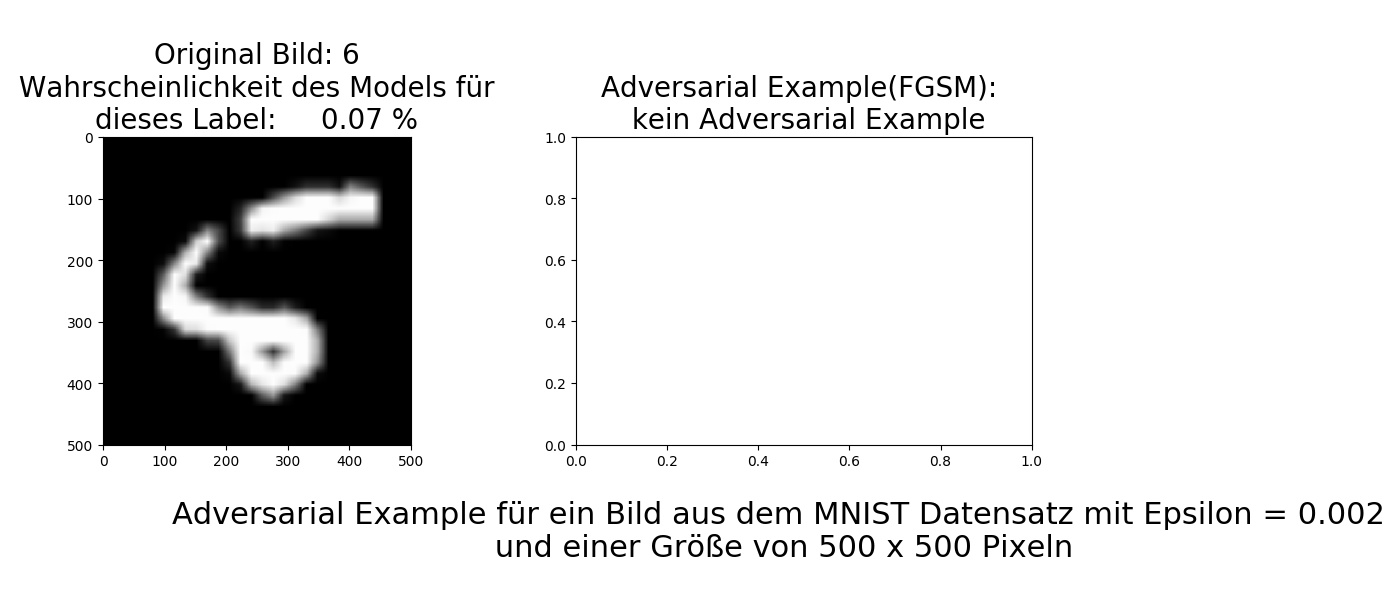 Original Bild: 6
Wahrscheinlichkeit des Models für
dieses Label: 0.07 %
0
100
200
300
400
500
0 100 200 300 400 500
Adversarial Example(FGSM):
kein Adversarial Example
1.0
0.8
0.6
0.4
0.2
0.0
0.0 0.2 0.4 0.6 0.8 1.0
Adversarial Example für ein Bild aus dem MNIST Datensatz mit Epsilon = 0.002
und einer Größe von 500 x 500 Pixeln